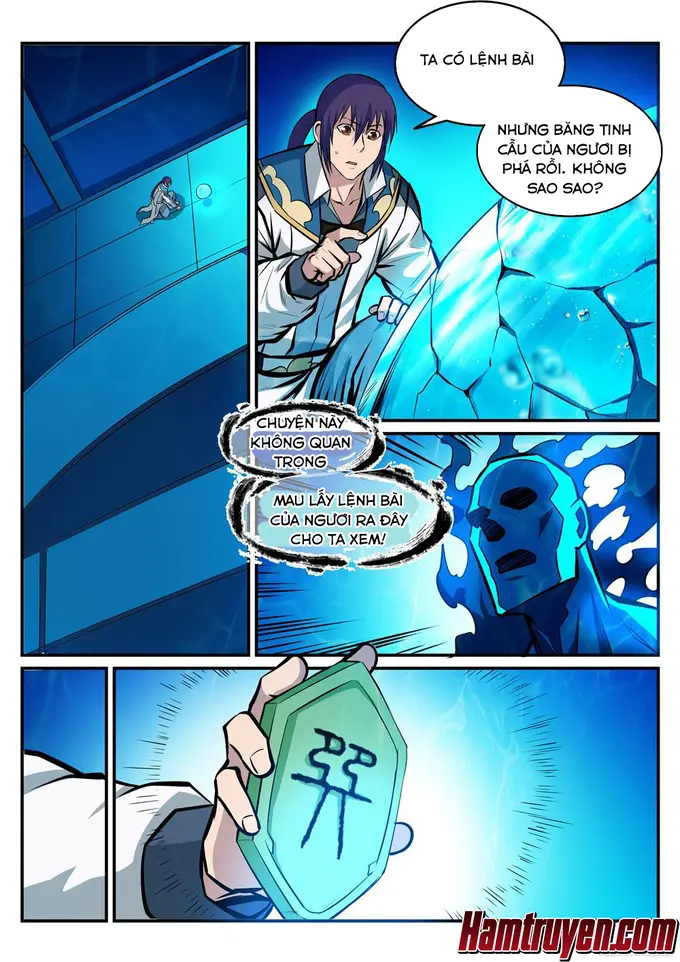 TA CÓ LỆNH BÀI
NHƯNG BĂNG TINH
CẦU CỦA NGƯƠI BỊ
PHÁ RỒI. KHÔNG
SAO SAO?
CHUYỆN NÀY
KHÔNG QUAN
TRỌNG
MAU LẤY LỆNH BÀI
CỦA NGƯƠI RA ĐÂY
CHO TA XEM!
Hamtruyen.com